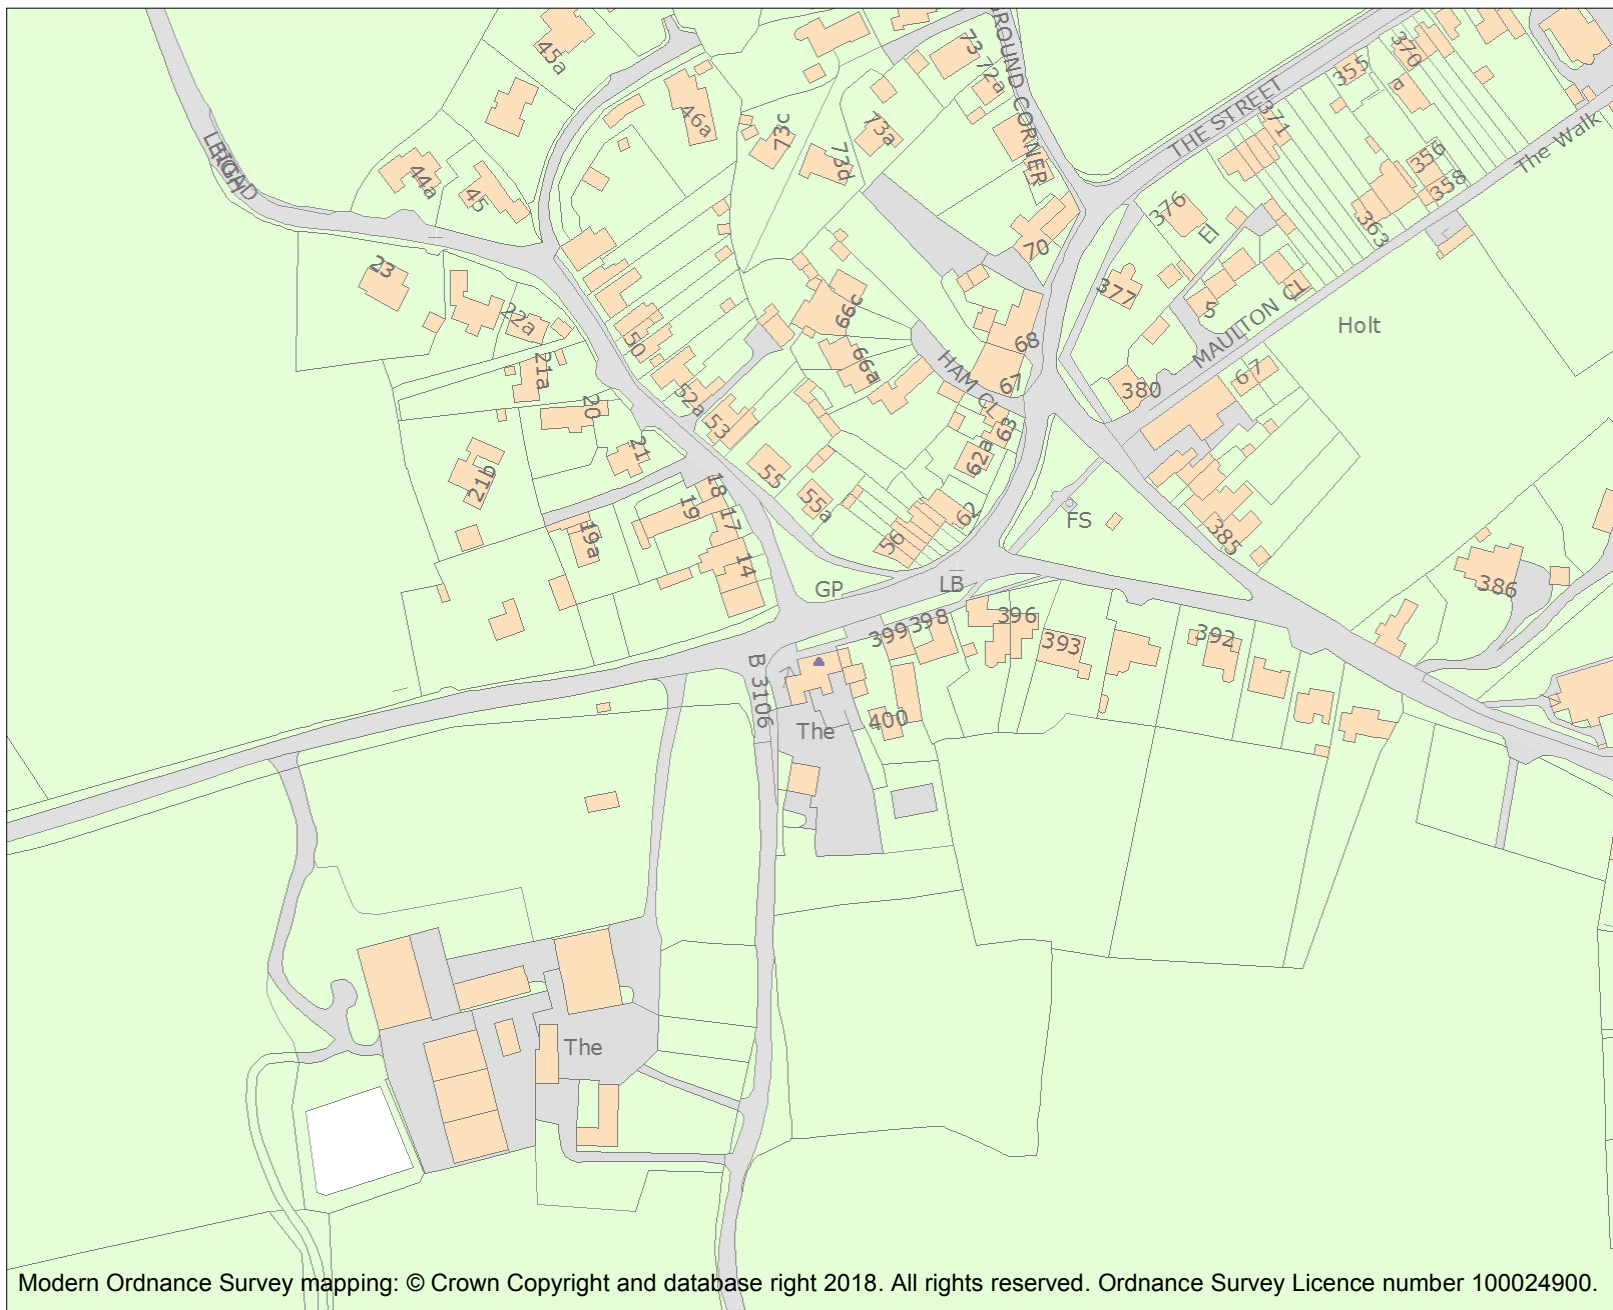 45a
73
72a
GROUND CORNER
370
a
355
46a
73c
73a
THE STREET
371
The Walk
LEIGH
ROAD
73d
356
358
44a
45
376
El
363
70
23
377
66c
5
MAULTON CL
Holt
22a
50
68
66a
HAM CL
67
67
21a
52a
380
20
53
63
21
62a
21b
55
18
55a
19
17
62
FS
19a
56
385
14
GP
LB
386
399
398
396
393
392
B 3106
The
400
The
Modern Ordnance Survey mapping: © Crown Copyright and database right 2018. All rights reserved. Ordnance Survey Licence number 100024900.